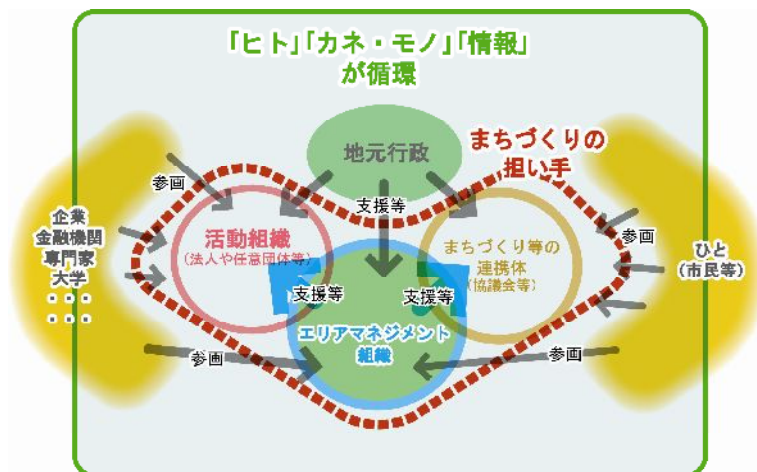 「ヒト」「カネ・モノ」「情報」
が循環
地元行政
まちづくりの
担い手
参画
支援等
企業
金融機関
専門家
大学
・・・
・・・
活動組織
(法人や任意団体等)
まちづくり等の
連携体
(協議会等)
参画
ひと
(市民等)
支援等
支援等
エリアマネジメント
組織
参画
参画